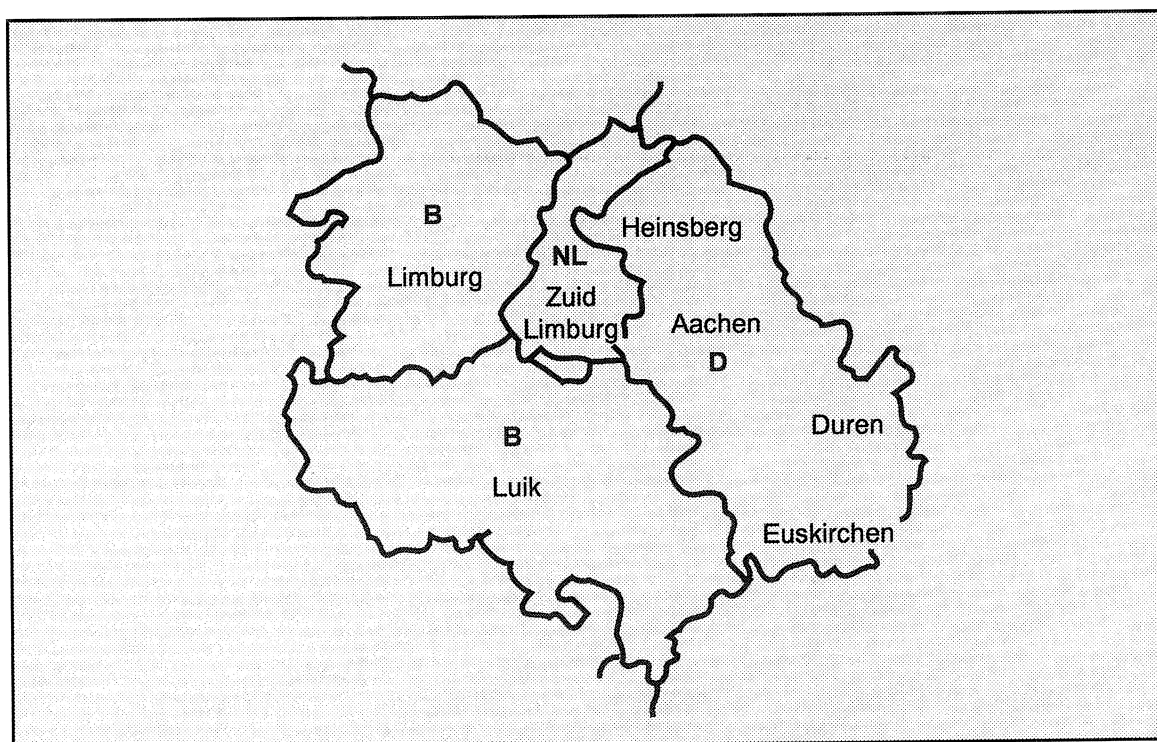 B
Limburg
NL
Zuid
Limburg
Heinsberg
Aachen
D
Duren
Euskirchen
B
Luik